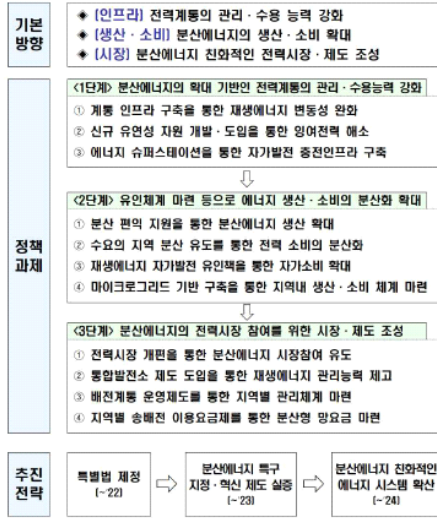 기본
방향
◈ (인프라) 전력계통의 관리·수용 능력 강화
◈ (생산·소비) 분산에너지의 생산·소비 확대
◈ (시장) 분산에너지 친화적인 전력시장·제도 조성
정책
과제
<1단계> 분산에너지의 확대 기반인 전력계통의 관리·수용능력 강화
① 계통 인프라 구축을 통한 재생에너지 변동성 완화
② 신규 유연성 자원 개발·도입을 통한 잉여전력 해소
③ 에너지 슈퍼스테이션을 통한 자가발전 충전인프라 구축
<2단계> 유인체계 마련 등으로 에너지 생산·소비의 분산화 확대
① 분산 편익 지원을 통한 분산에너지 생산 확대
② 수요의 지역 분산 유도를 통한 전력 소비의 분산화
③ 재생에너지 자가발전 유인책을 통한 자가소비 확대
④ 마이크로그리드 기반 구축을 통한 지역내 생산·소비 체계 마련
<3단계> 분산에너지의 전력시장 참여를 위한 시장·제도 조성
① 전력시장 개편을 통한 분산에너지 시장참여 유도
② 통합발전소 제도 도입을 통한 재생에너지 관리능력 제고
③ 배전계통 운영제도를 통한 지역별 관리체계 마련
④ 지역별 송배전 이용요금제를 통한 분산형 망요금 마련
추진
전략
특별법 제정
(~'22)
분산에너지 특구
지정·혁신 제도 실증
(~'23)
분산에너지 친화적인
에너지 시스템 확산
(~'24)